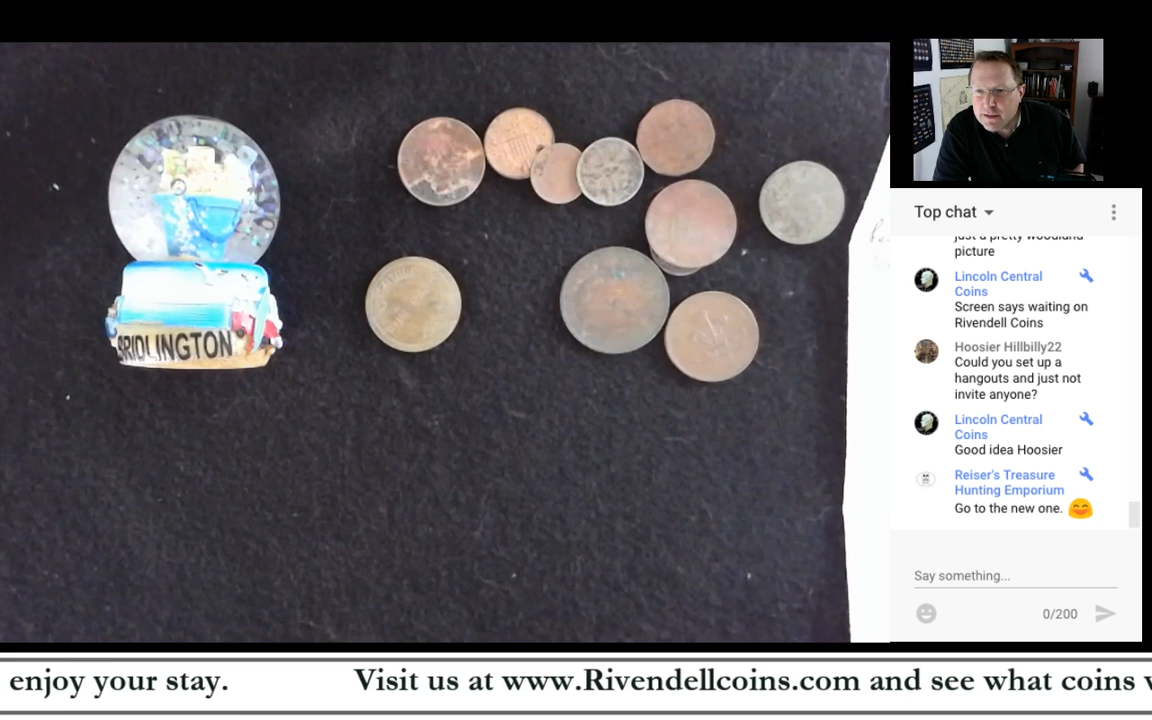 BRIDLINGTON
Top chat
just a pretty woodland
picture
Lincoln Central
Coins
Screen says waiting on
Rivendell Coins
Hoosier Hillbilly22
Could you set up a
hangouts and just not
invite anyone?
Lincoln Central
Coins
Good idea Hoosier
Reiser's Treasure
Hunting Emporium
Go to the new one.
Say something...
0/200
enjoy your stay. Visit us at www.Rivendellcoins.com and see what coins